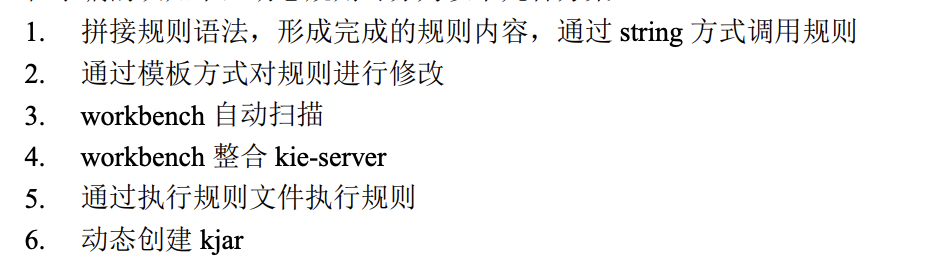 1. 拼接规则语法，形成完成的规则内容，通过 string 方式调用规则
2. 通过模板方式对规则进行修改
3. workbench 自动扫描
4. workbench 整合 kie-server
5. 通过执行规则文件执行规则
6. 动态创建 kjar